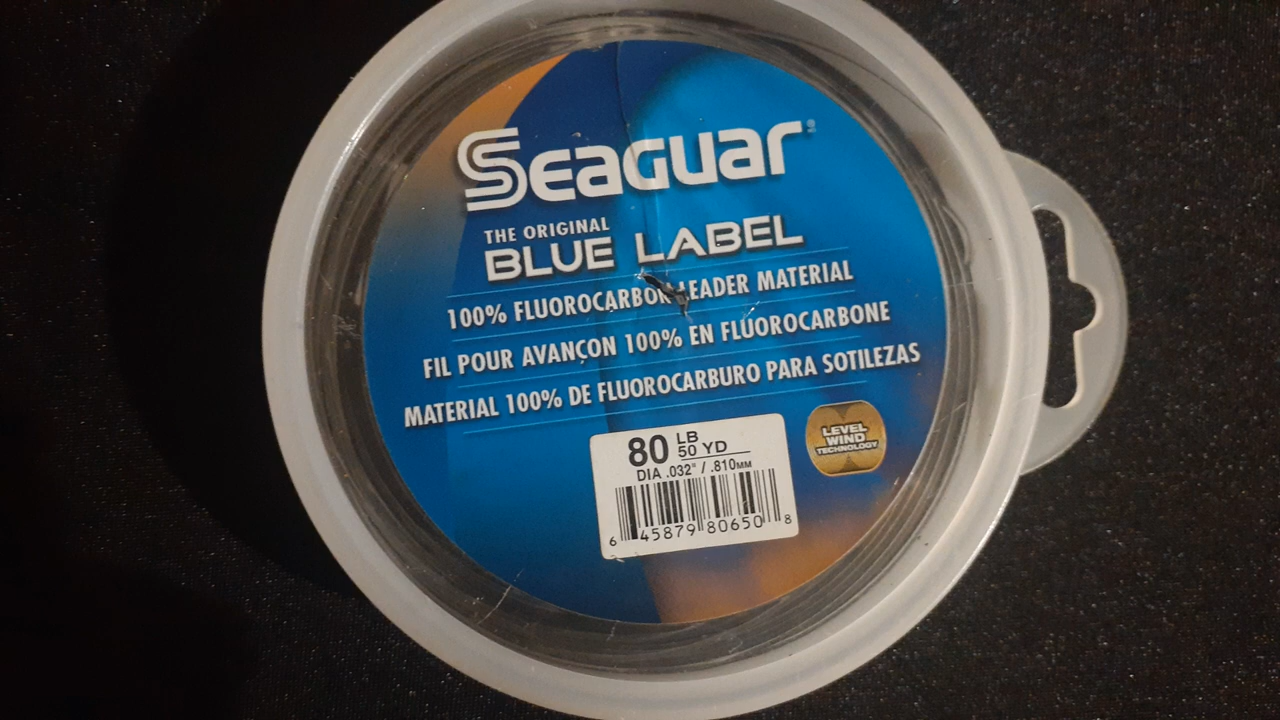 SEAGUAR
THE ORIGINAL
BLUE LABEL
100% FLUOROCARBON LEADER MATERIAL
FIL POUR AVANÇON 100% EN FLUOROCARBONE
MATERIAL 100% DE FLUOROCARBURO PARA SOTILEZAS
80 LB
50 YD
DIA .032" / .810MM
6 45879 80650 8
LEVEL
WIND
TECHNOLOGY